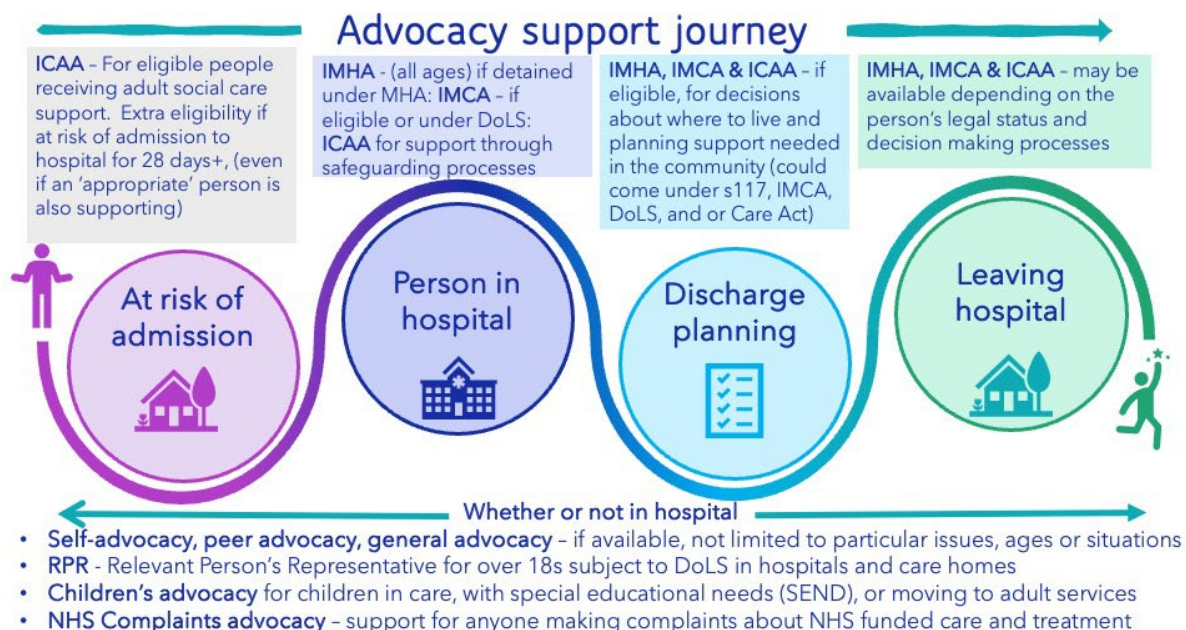 Advocacy support journey
ICAA – For eligible people
receiving adult social care
support.  Extra eligibility if
at risk of admission to
hospital for 28 days+, (even
if an 'appropriate' person is
also supporting)
IMHA - (all ages) if detained
under MHA: IMCA – if
eligible or under DoLS:
ICAA for support through
safeguarding processes
IMHA, IMCA & ICAA – if
eligible, for decisions
about where to live and
planning support needed
in the community (could
come under s117, IMCA,
DoLS, and or Care Act)
IMHA, IMCA & ICAA – may be
available depending on the
person's legal status and
decision making processes
At risk of
admission
Person in
hospital
Discharge
planning
Leaving
hospital
Whether or not in hospital
• Self-advocacy, peer advocacy, general advocacy – if available, not limited to particular issues, ages or situations
• RPR - Relevant Person's Representative for over 18s subject to DoLS in hospitals and care homes
• Children's advocacy for children in care, with special educational needs (SEND), or moving to adult services
• NHS Complaints advocacy – support for anyone making complaints about NHS funded care and treatment